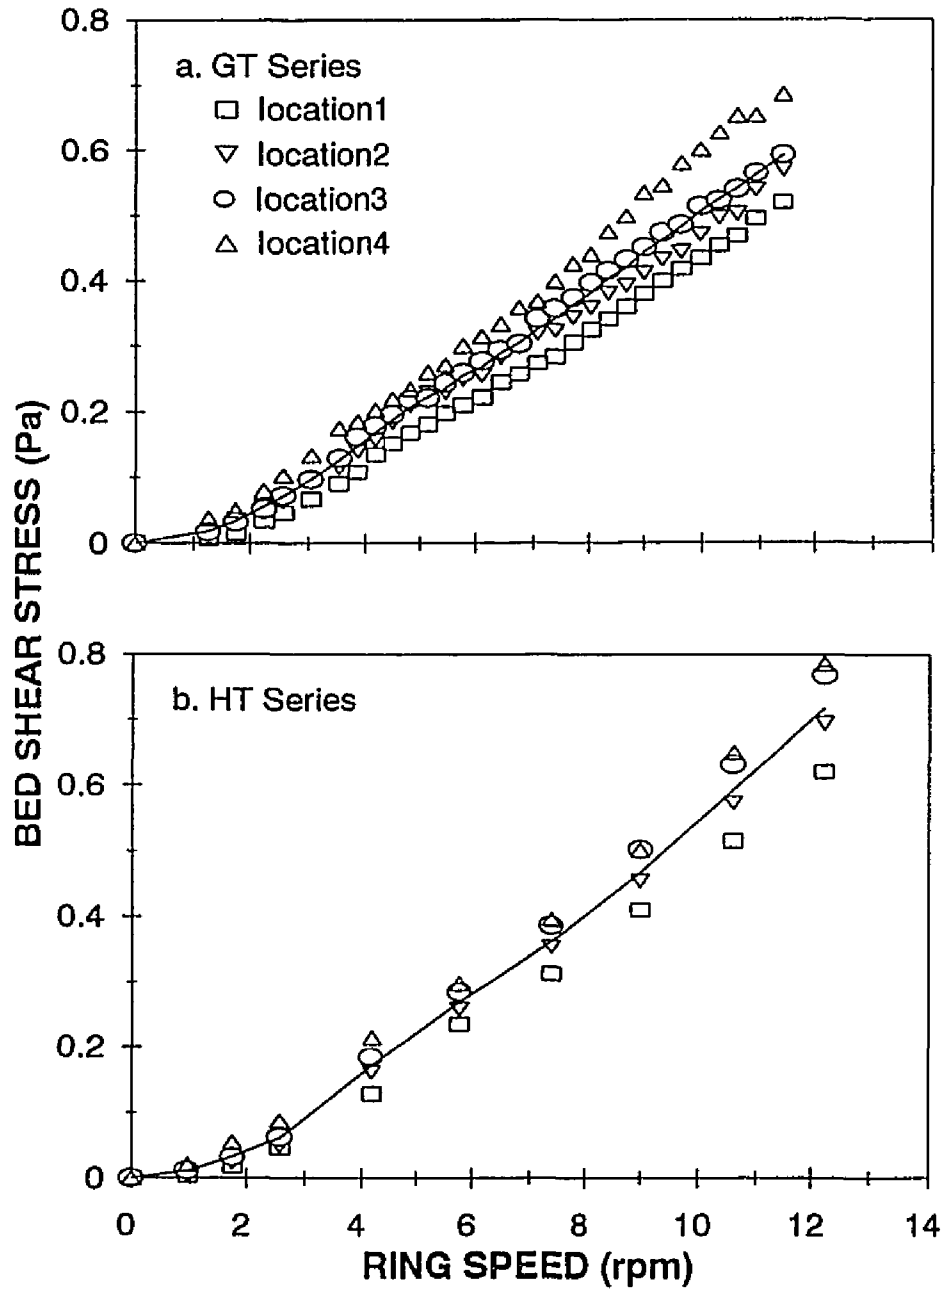 0.8
a. GT Series
location1
location2
location3
location4
0.6
0.4
0.2
0
BED SHEAR STRESS (Pa)
0.8
b. HT Series
0.6
0.4
0.2
0
0 2 4 6 8 10 12 14
RING SPEED (rpm)